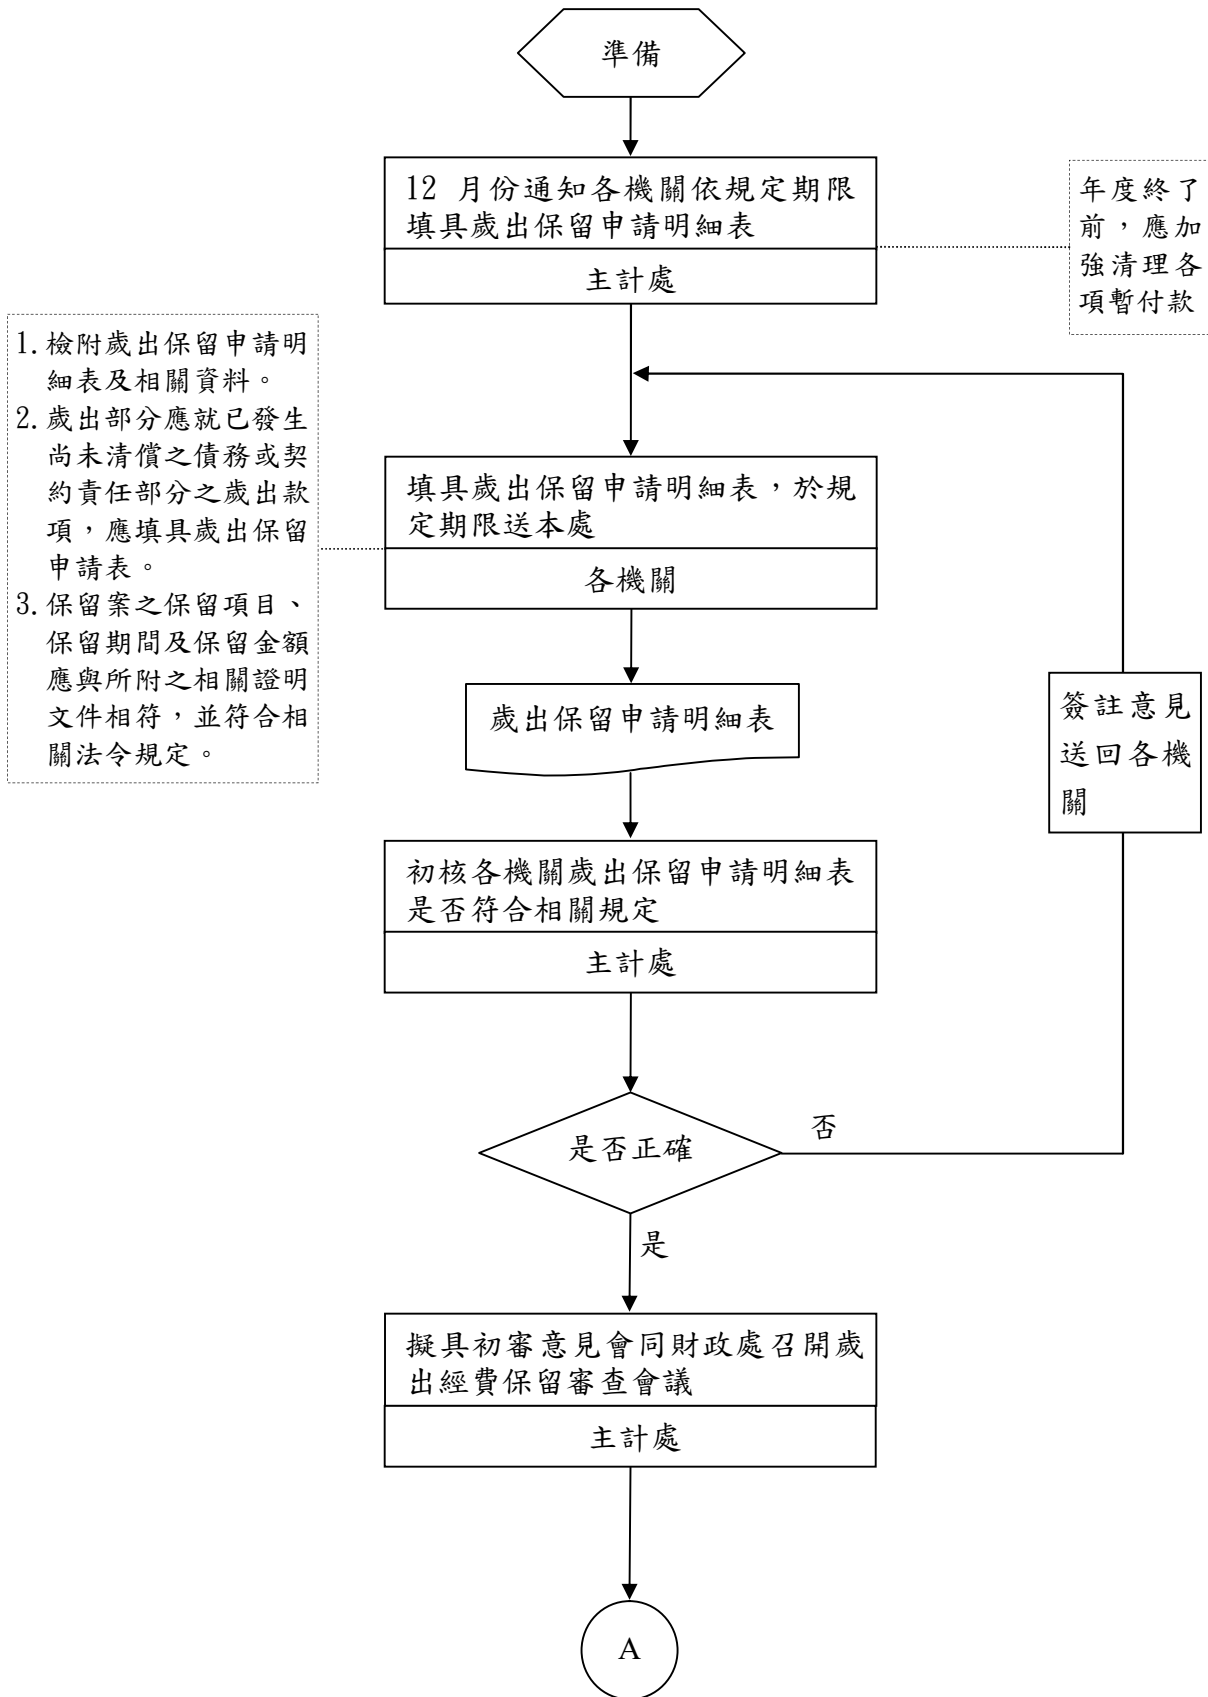 準備
12 月份通知各機關依規定期限
填具歲出保留申請明細表
主計處
年度終了
前，應加
強清理各
項暫付款
1. 檢附歲出保留申請明
細表及相關資料。
2. 歲出部分應就已發生
尚未清償之債務或契
約責任部分之歲出款
項，應填具歲出保留
申請表。
3. 保留案之保留項目、
保留期間及保留金額
應與所附之相關證明
文件相符，並符合相
關法令規定。
填具歲出保留申請明細表，於規
定期限送本處
各機關
歲出保留申請明細表
簽註意見
送回各機
關
初核各機關歲出保留申請明細表
是否符合相關規定
主計處
是否正確
否
是
擬具初審意見會同財政處召開歲
出經費保留審查會議
主計處
A